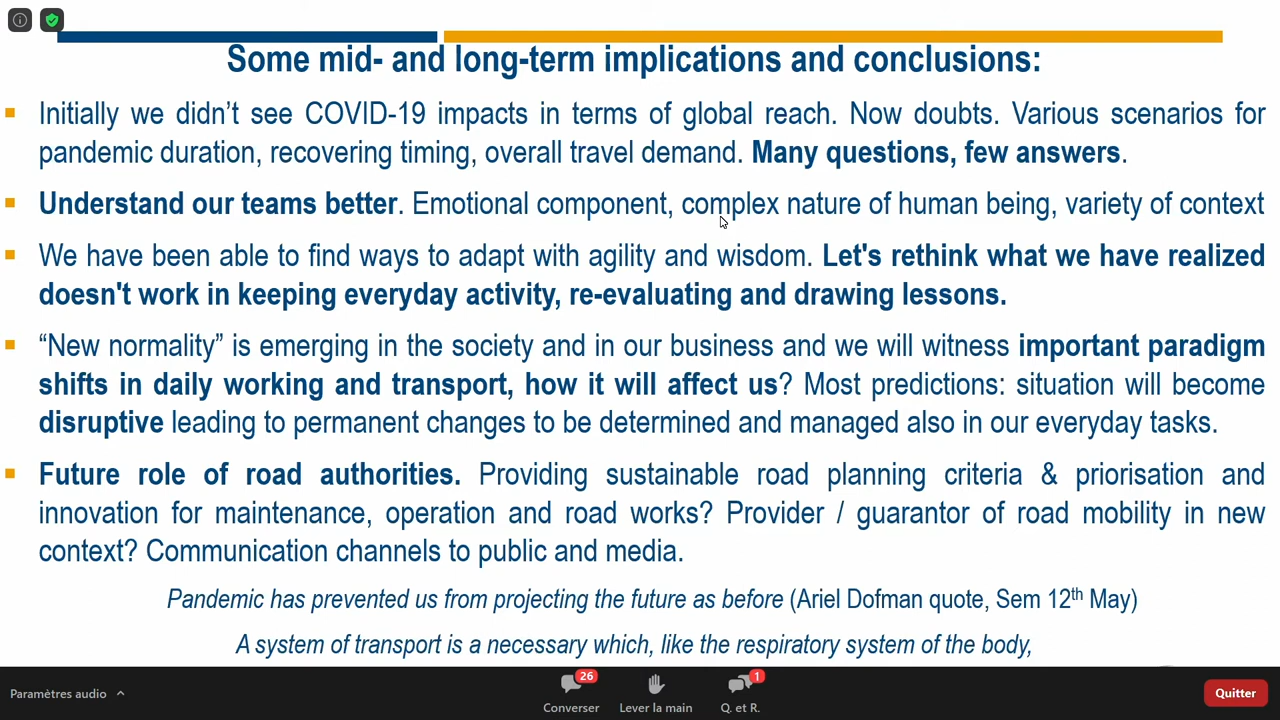 Some mid- and long-term implications and conclusions:
Initially we didn’t see COVID-19 impacts in terms of global reach. Now doubts. Various scenarios for
pandemic duration, recovering timing, overall travel demand. Many questions, few answers.
Understand our teams better. Emotional component, complex nature of human being, variety of context
We have been able to find ways to adapt with agility and wisdom. Let's rethink what we have realized
doesn't work in keeping everyday activity, re-evaluating and drawing lessons.
“New normality” is emerging in the society and in our business and we will witness important paradigm
shifts in daily working and transport, how it will affect us? Most predictions: situation will become
disruptive leading to permanent changes to be determined and managed also in our everyday tasks.
Future role of road authorities. Providing sustainable road planning criteria & priorisation and
innovation for maintenance, operation and road works? Provider / guarantor of road mobility in new
context? Communication channels to public and media.
Pandemic has prevented us from projecting the future as before (Ariel Dofman quote, Sem 12th May)
A system of transport is a necessary which, like the respiratory system of the body,
Paramètres audio
26
Converser
Lever la main
1
Q. et R.
Quitter